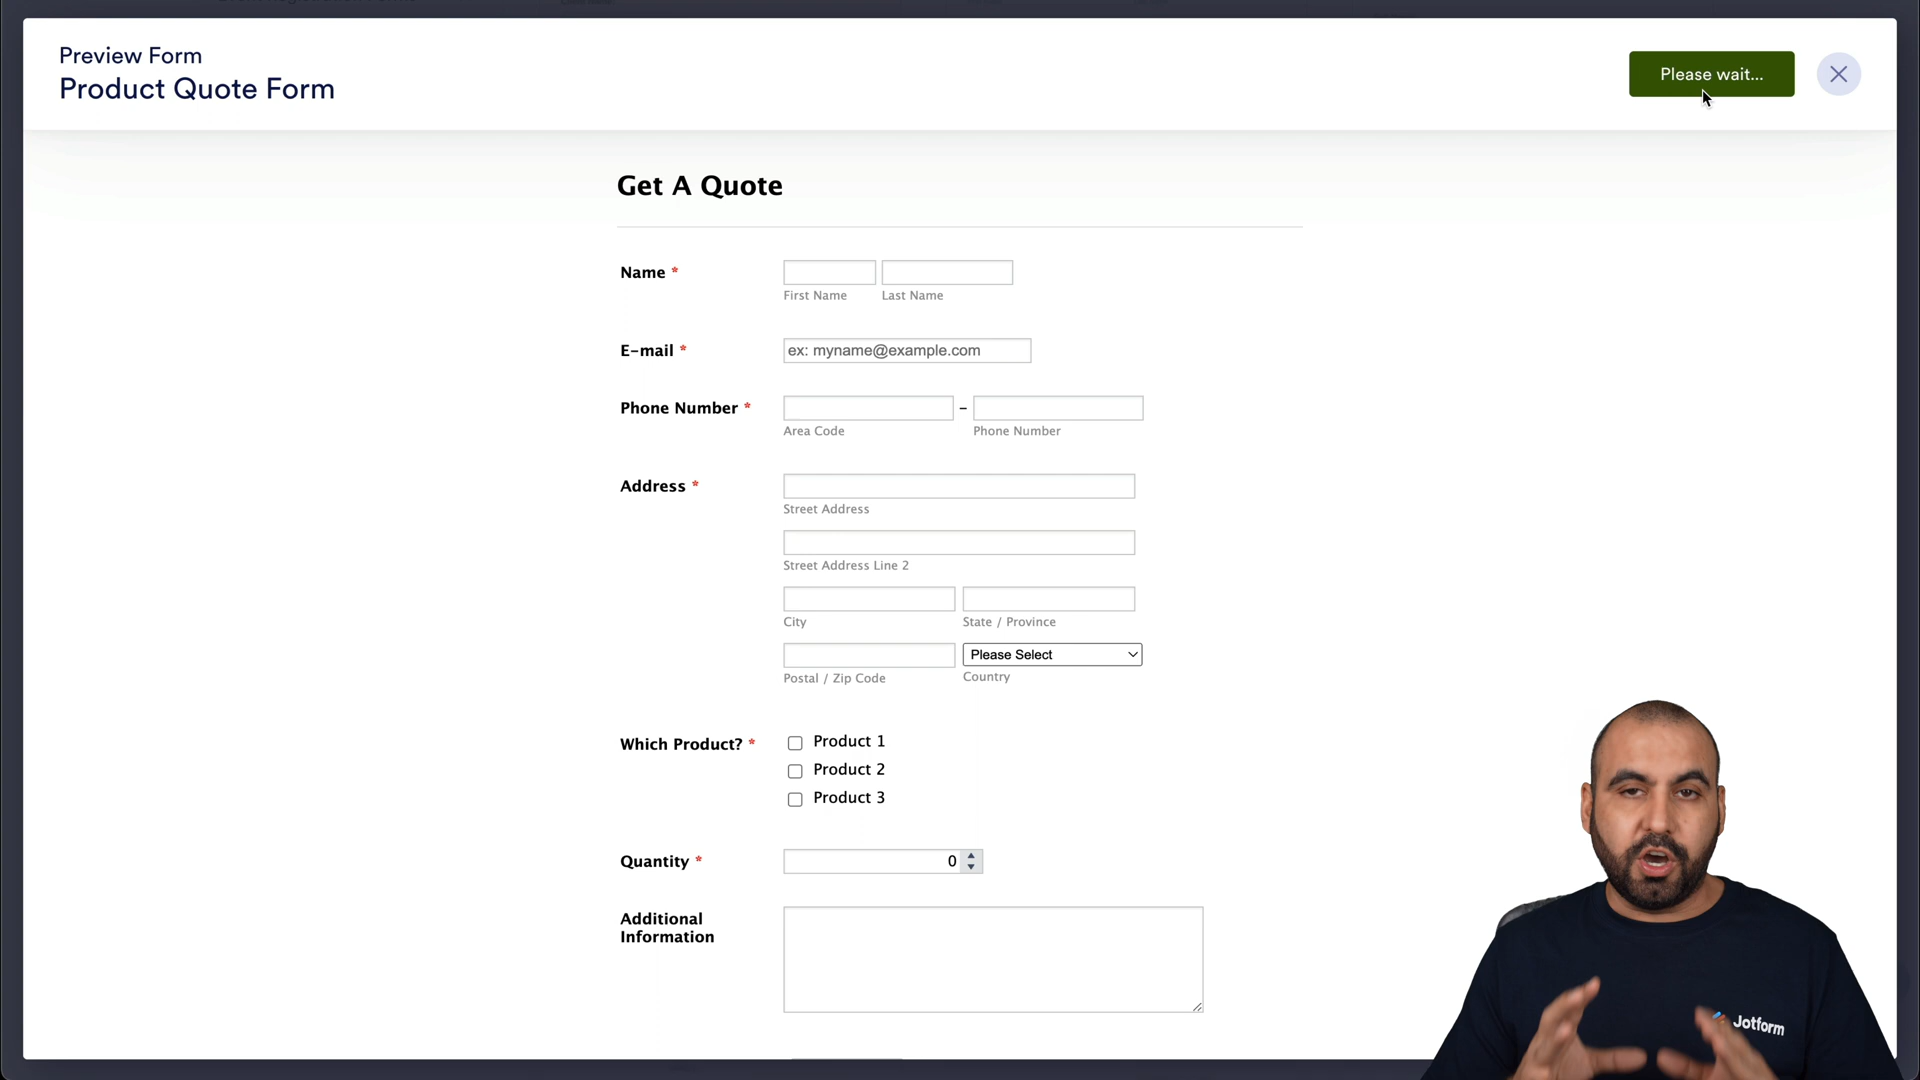 Preview Form
Product Quote Form
Please wait...
Get A Quote
Name *
First Name
Last Name
E-mail *
ex: myname@example.com
Phone Number *
-
Area Code
Phone Number
Address *
Street Address
Street Address Line 2
City
State / Province
Please Select
Postal / Zip Code
Country
Which Product? *
Product 1
Product 2
Product 3
Quantity *
0
Additional
Information
Jotform